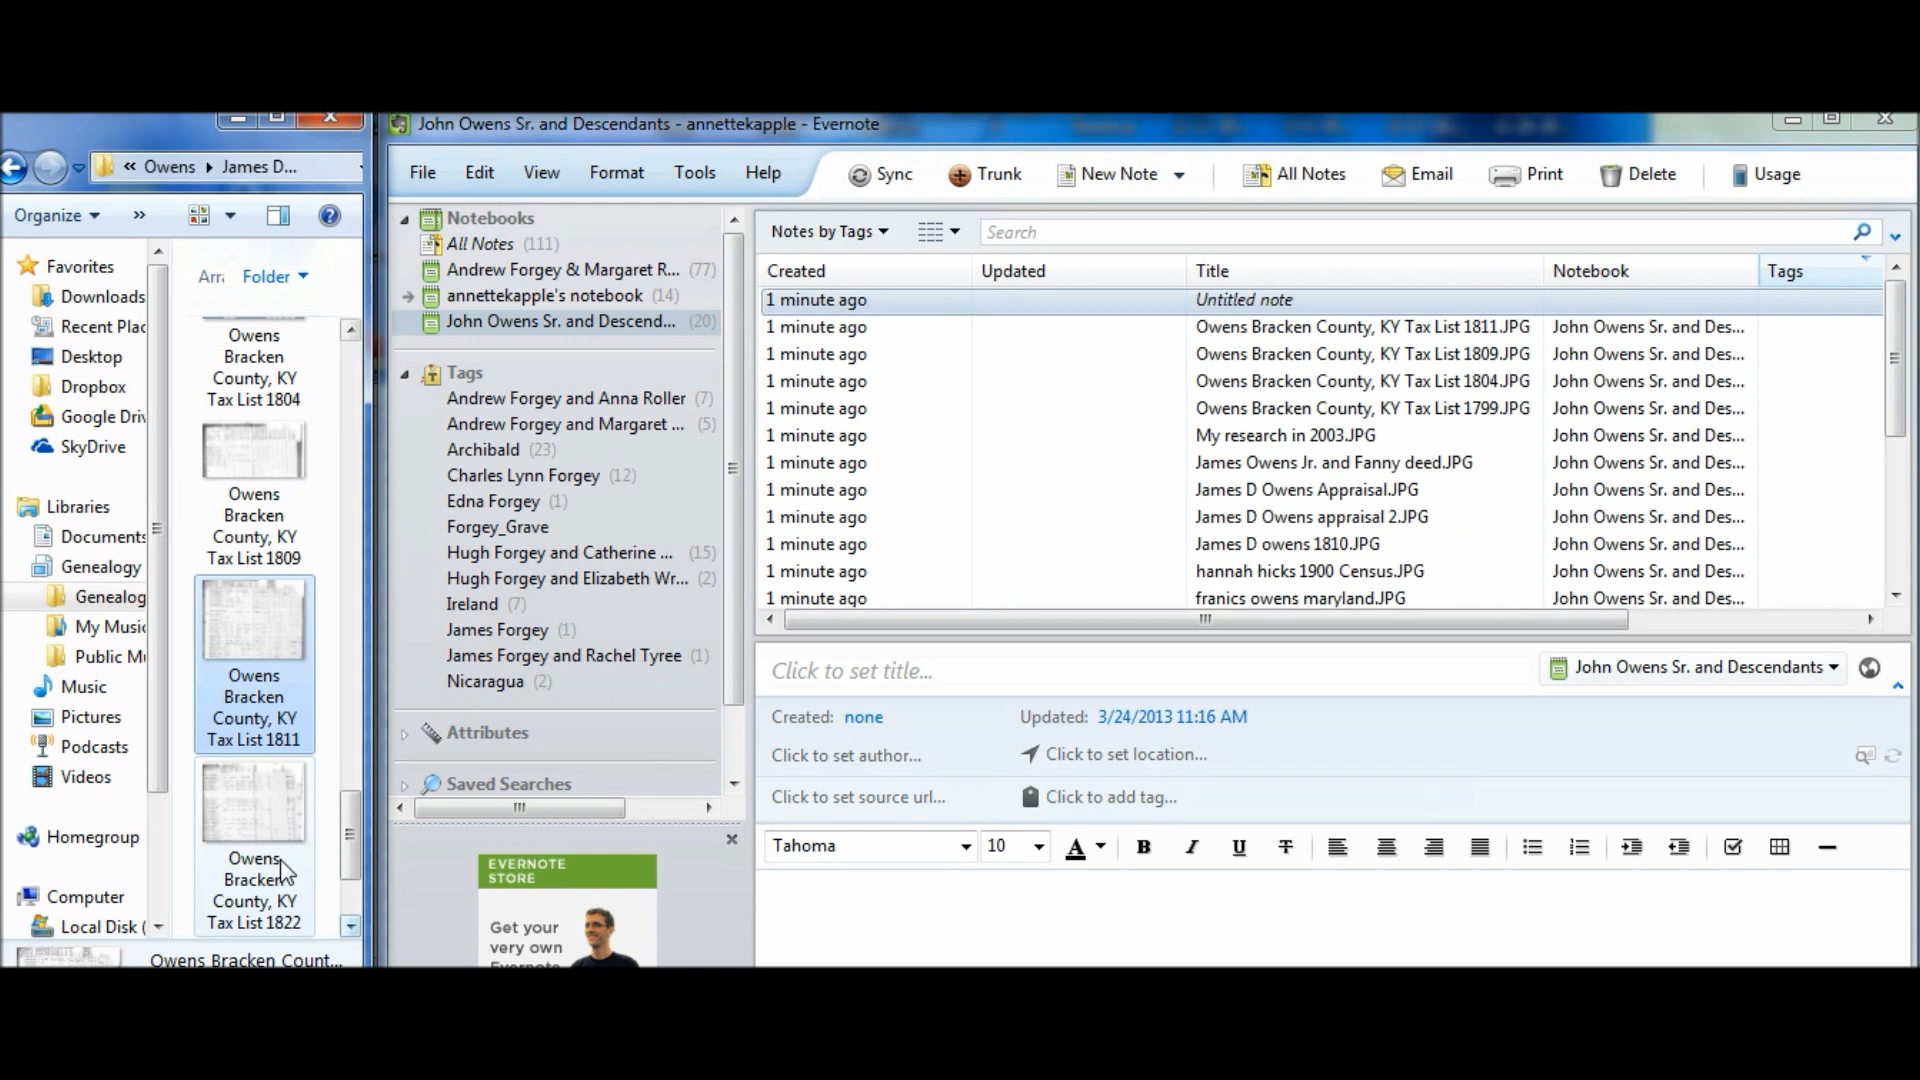 John Owens Sr. and Descendants - annettekapple - Evernote
« Owens James D...
Organize »
Favorites
Downloads
Recent Plac
Desktop
Dropbox
Google Driv
SkyDrive
Libraries
Documents
Genealogy
Genealog
My Music
Public Mu
Music
Pictures
Podcasts
Videos
Homegroup
Computer
Local Disk (
Arra Folder
Owens
Bracken
County, KY
Tax List 1804
Owens
Bracken
County, KY
Tax List 1809
Owens
Bracken
County, KY
Tax List 1811
Owens
Bracken
County, KY
Tax List 1822
Owens Bracken Count...
File Edit View Format Tools Help
Sync Trunk New Note All Notes Email Print Delete Usage
Notebooks
All Notes (111)
Andrew Forgey & Margaret R... (77)
annettekapple's notebook (14)
John Owens Sr. and Descend... (20)
Tags
Andrew Forgey and Anna Roller (7)
Andrew Forgey and Margaret ... (5)
Archibald (23)
Charles Lynn Forgey (12)
Edna Forgey (1)
Forgey_Grave
Hugh Forgey and Catherine ... (15)
Hugh Forgey and Elizabeth Wr... (2)
Ireland (7)
James Forgey (1)
James Forgey and Rachel Tyree (1)
Nicaragua (2)
Attributes
Saved Searches
EVERNOTE
STORE
Get your
very own
Notes by Tags Search
Created Updated Title Notebook Tags
1 minute ago Untitled note
1 minute ago Owens Bracken County, KY Tax List 1811.JPG John Owens Sr. and Des...
1 minute ago Owens Bracken County, KY Tax List 1809.JPG John Owens Sr. and Des...
1 minute ago Owens Bracken County, KY Tax List 1804.JPG John Owens Sr. and Des...
1 minute ago Owens Bracken County, KY Tax List 1799.JPG John Owens Sr. and Des...
1 minute ago My research in 2003.JPG John Owens Sr. and Des...
1 minute ago James Owens Jr. and Fanny deed.JPG John Owens Sr. and Des...
1 minute ago James D Owens Appraisal.JPG John Owens Sr. and Des...
1 minute ago James D Owens appraisal 2.JPG John Owens Sr. and Des...
1 minute ago James D owens 1810.JPG John Owens Sr. and Des...
1 minute ago hannah hicks 1900 Census.JPG John Owens Sr. and Des...
1 minute ago franics owens maryland.JPG John Owens Sr. and Des...
Click to set title... John Owens Sr. and Descendants
Created: none Updated: 3/24/2013 11:16 AM
Click to set author... Click to set location...
Click to set source url... Click to add tag...
Tahoma 10 A B I U T